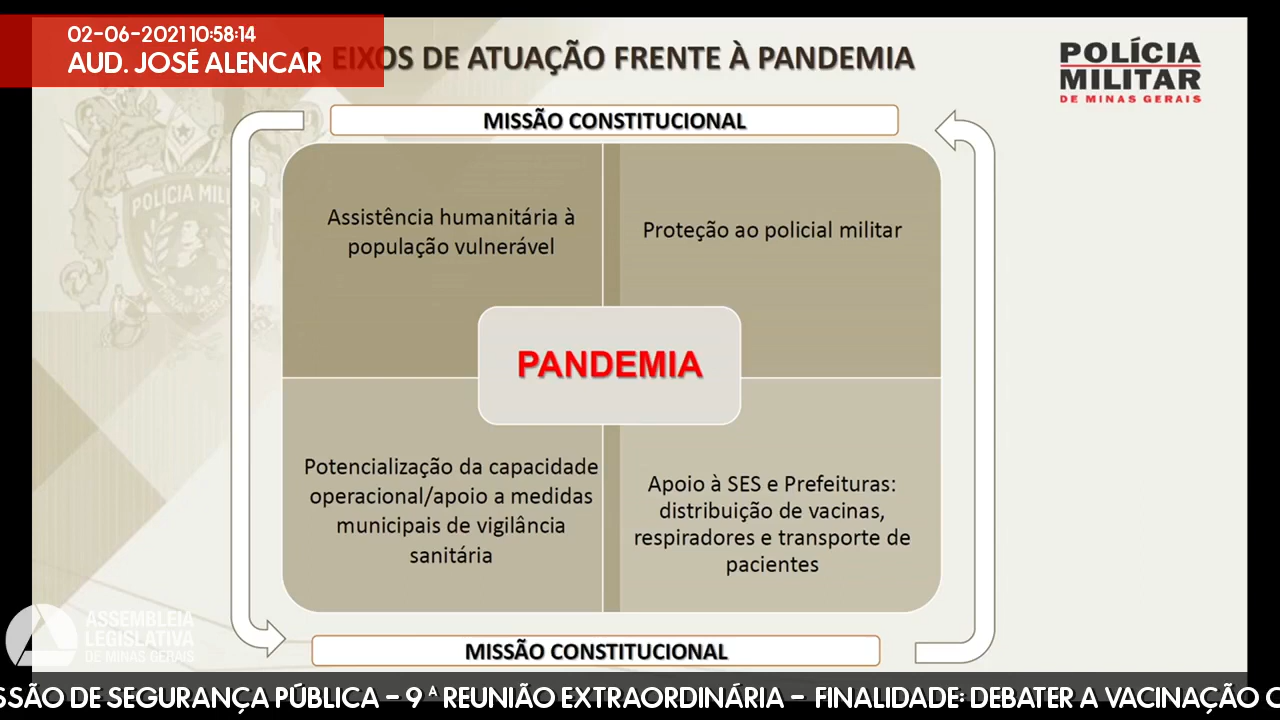 02-06-2021 10:58:14
AUD. JOSÉ ALENCAR
EIXOS DE ATUAÇÃO FRENTE À PANDEMIA
POLÍCIA
MILITAR
DE MINAS GERAIS
MISSÃO CONSTITUCIONAL
POLÍCIA MILITAR
Assistência humanitária à
população vulnerável
Proteção ao policial militar
PANDEMIA
Potencialização da capacidade
operacional/apoio a medidas
municipais de vigilância
sanitária
Apoio à SES e Prefeituras:
distribuição de vacinas,
respiradores e transporte de
pacientes
MISSÃO CONSTITUCIONAL
ASSEMBLEIA
LEGISLATIVA
DE MINAS GERAIS
SSÃO DE SEGURANÇA PÚBLICA - 9ª REUNIÃO EXTRAORDINÁRIA - FINALIDADE: DEBATER A VACINAÇÃO